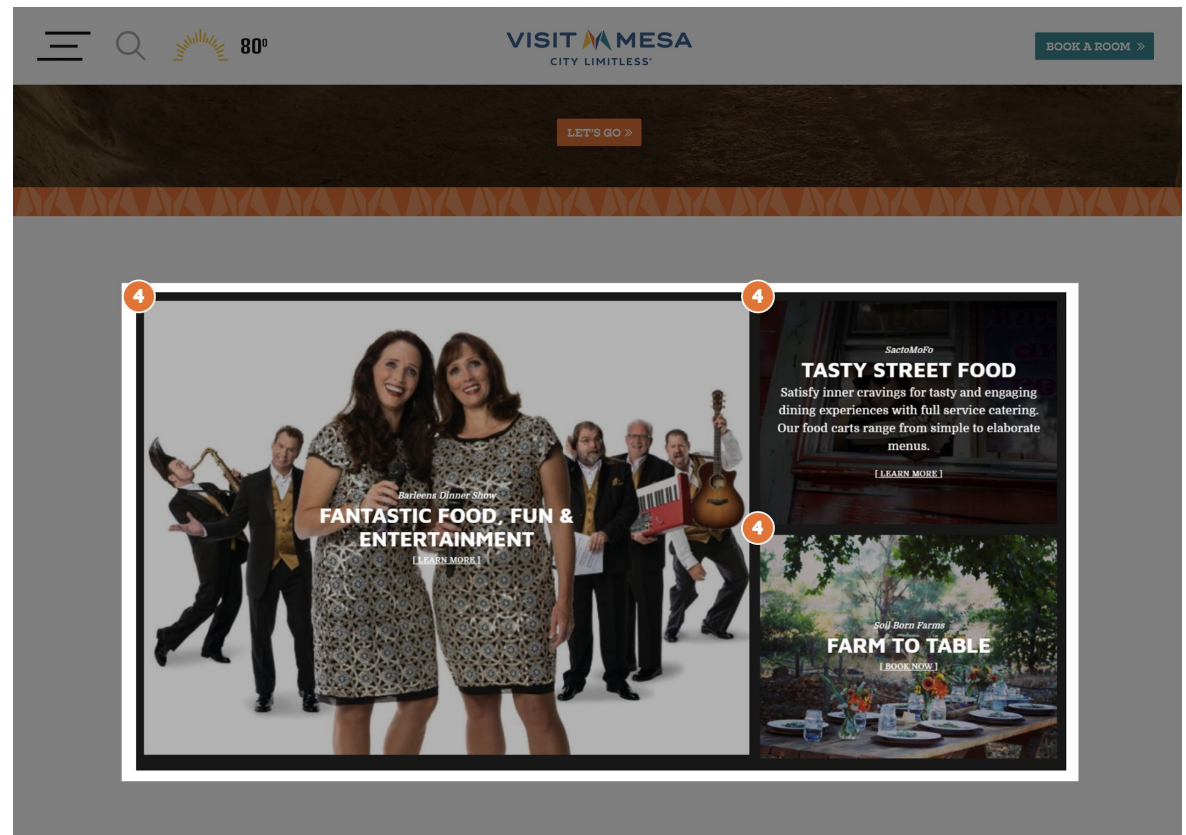 80º
VISIT MESA
CITY LIMITLESS®
BOOK A ROOM »
LET'S GO »
4
4
SactoMoFo
TASTY STREET FOOD
Satisfy inner cravings for tasty and engaging
dining experiences with full service catering.
Our food carts range from simple to elaborate
menus.
[ LEARN MORE ]
Barleens Dinner Show
FANTASTIC FOOD, FUN &
ENTERTAINMENT
[ LEARN MORE ]
4
Soil Born Farms
FARM TO TABLE
[ BOOK NOW ]